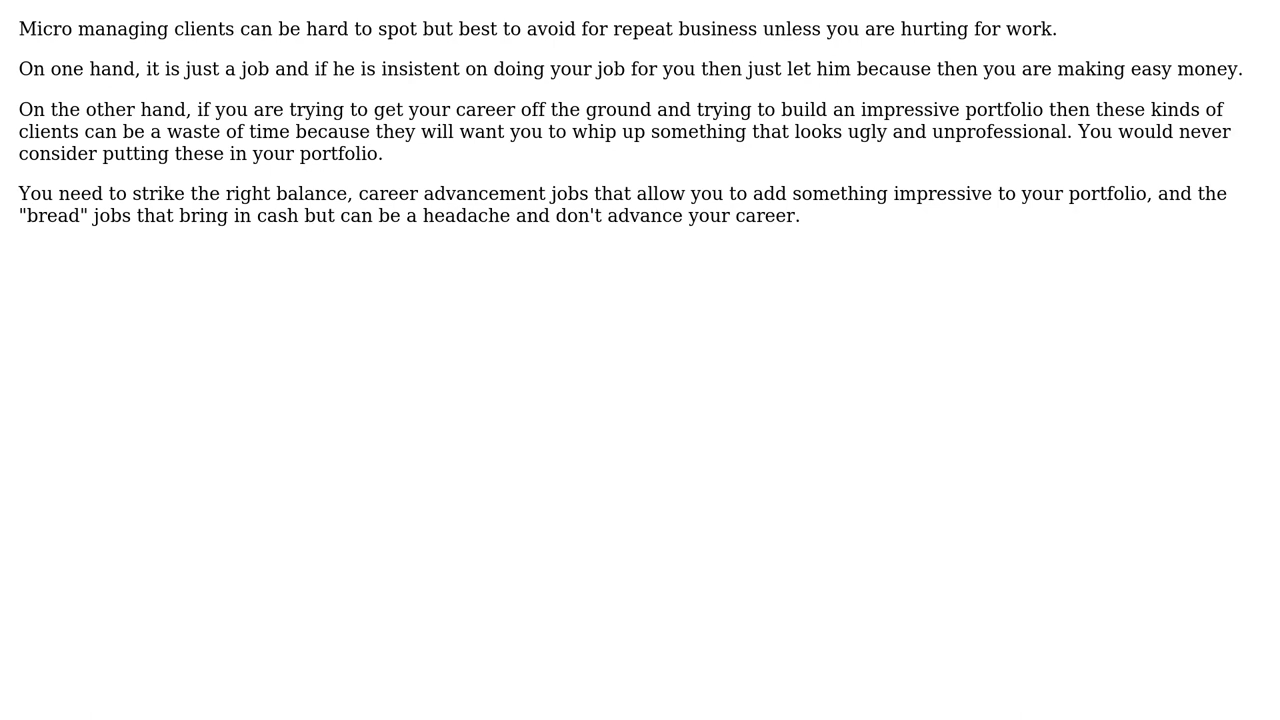 Micro managing clients can be hard to spot but best to avoid for repeat business unless you are hurting for work.
On one hand, it is just a job and if he is insistent on doing your job for you then just let him because then you are making easy money.
On the other hand, if you are trying to get your career off the ground and trying to build an impressive portfolio then these kinds of
clients can be a waste of time because they will want you to whip up something that looks ugly and unprofessional. You would never
consider putting these in your portfolio.
You need to strike the right balance, career advancement jobs that allow you to add something impressive to your portfolio, and the
"bread" jobs that bring in cash but can be a headache and don't advance your career.